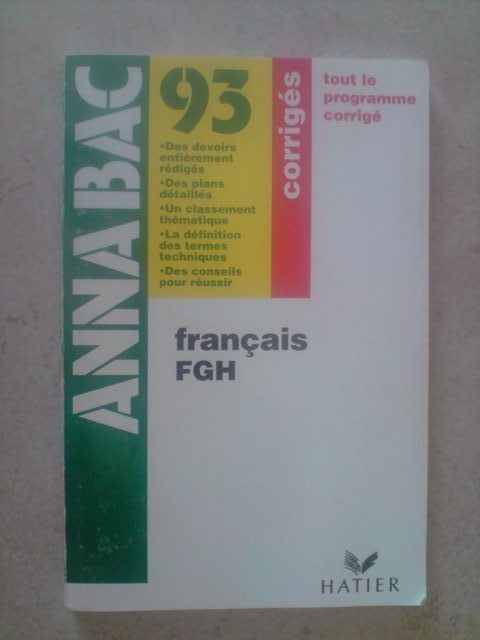 ANNABAC
93
•Des devoirs
entièrement
rédigés
•Des plans
détaillés
•Un classement
thématique
•La définition
des termes
techniques
•Des conseils
pour réussir
corrigés
tout le
programme
corrigé
français
FGH
HATIER